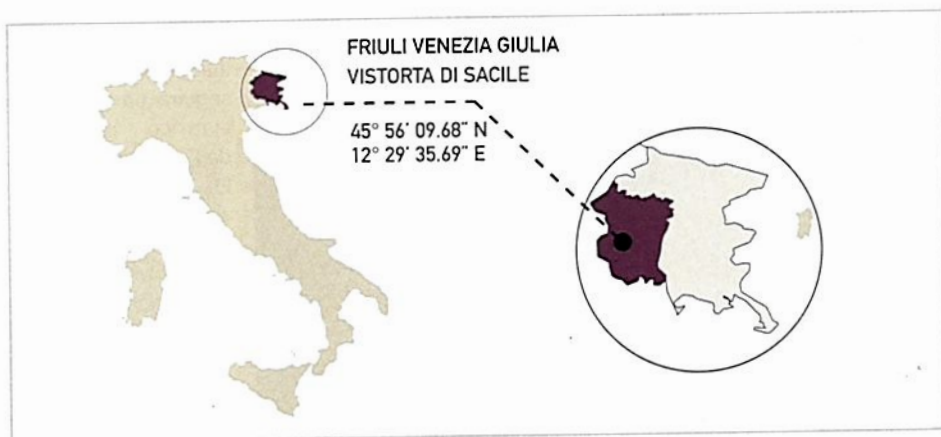 FRIULI VENEZIA GIULIA
VISTORTA DI SACILE
45° 56' 09.68" N
12° 29' 35.69" E